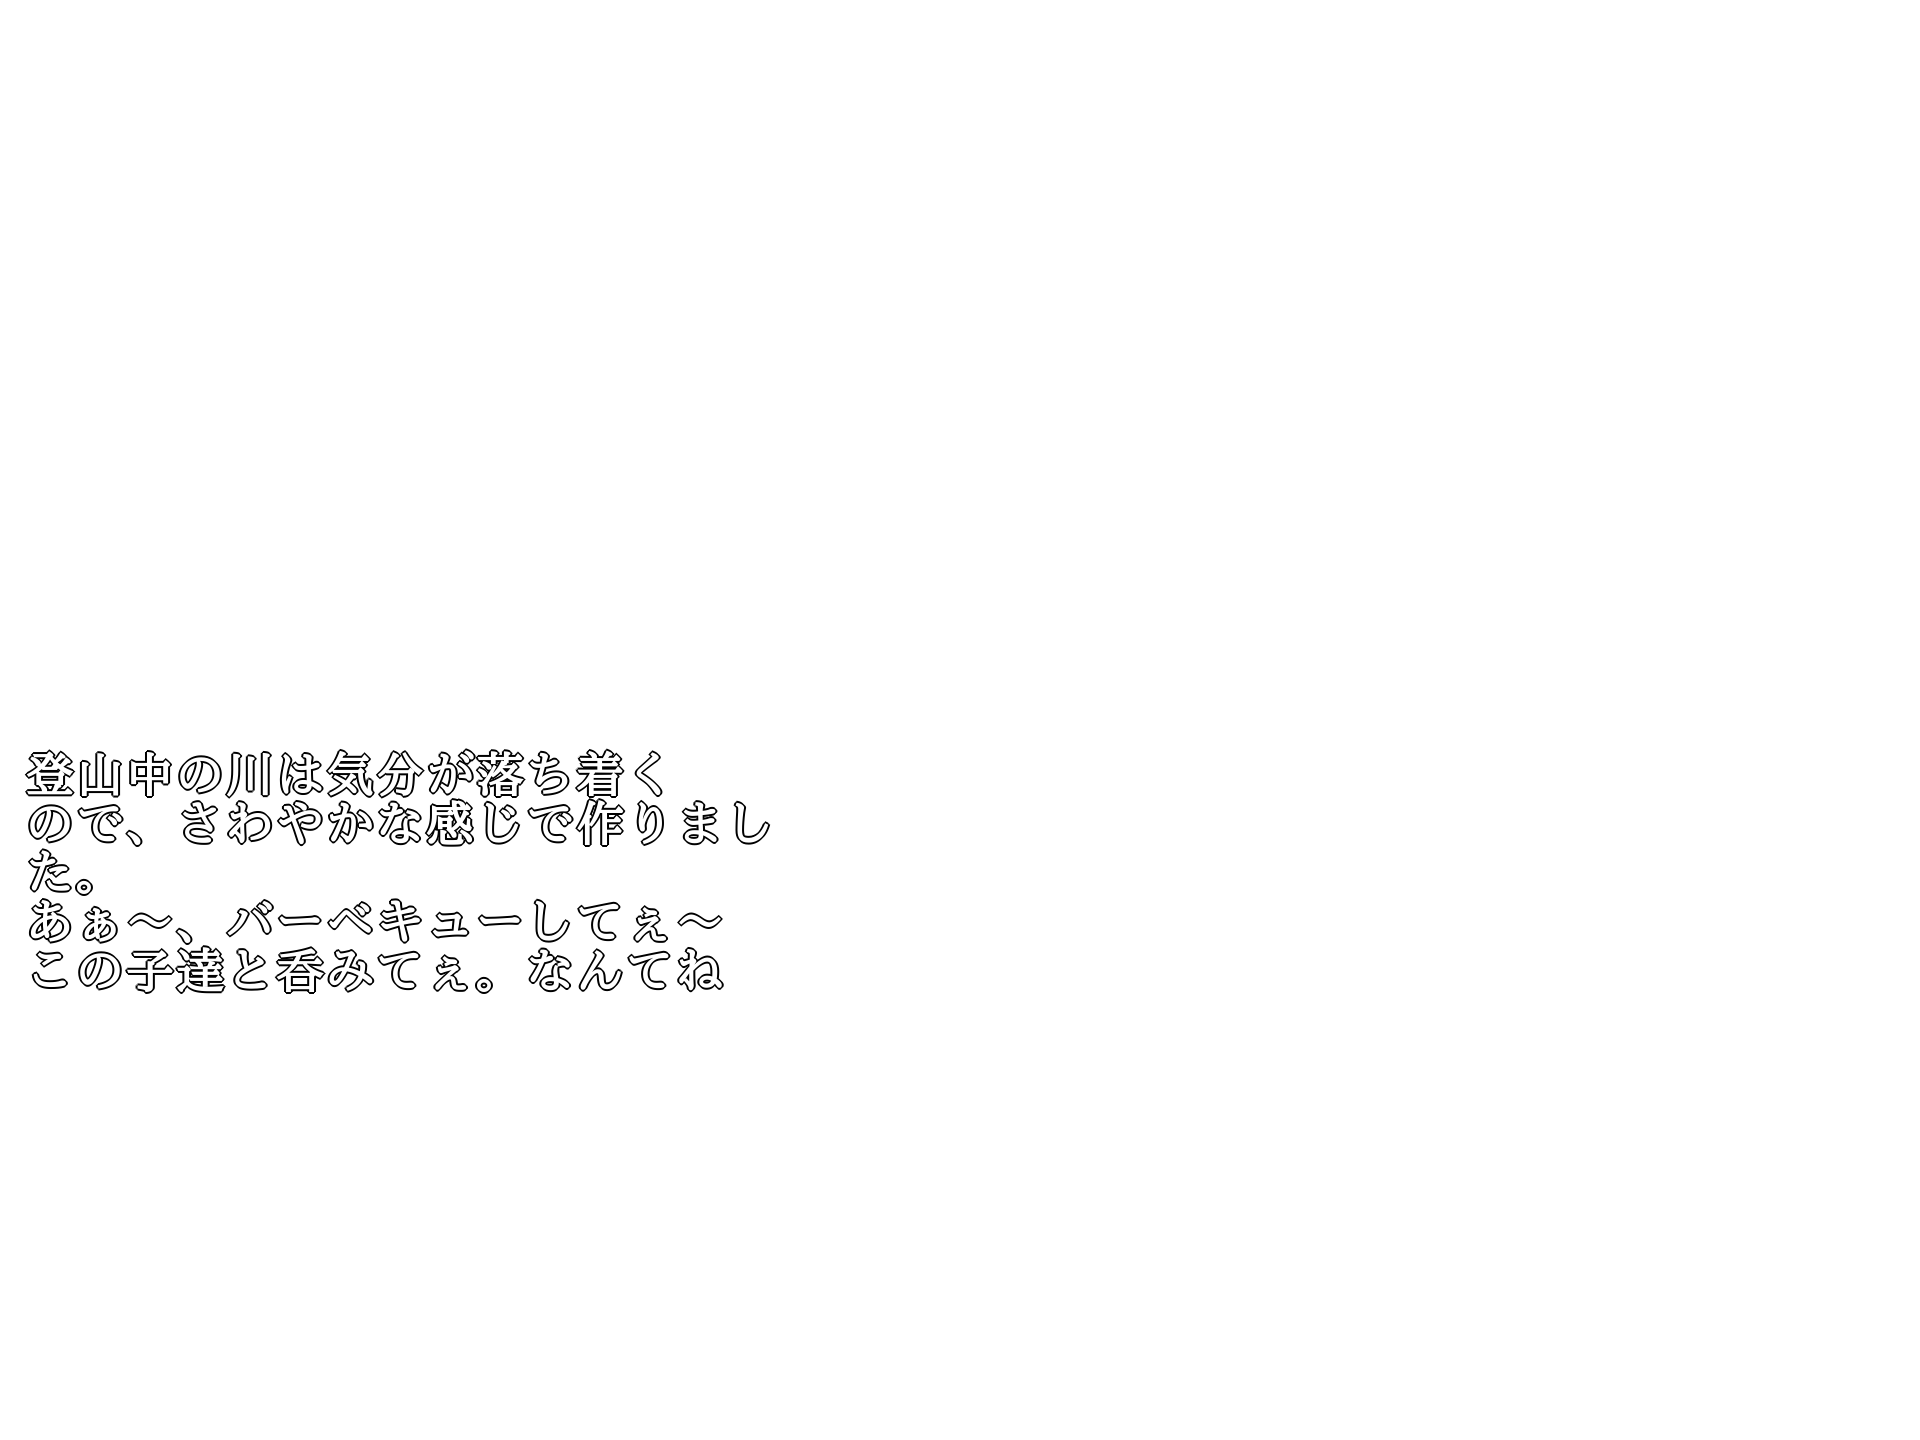 登山中の川は気分が落ち着く
ので、さわやかな感じで作りまし
た。
あぁ～、バーベキューしてぇ～
この子達と呑みてぇ。なんてね